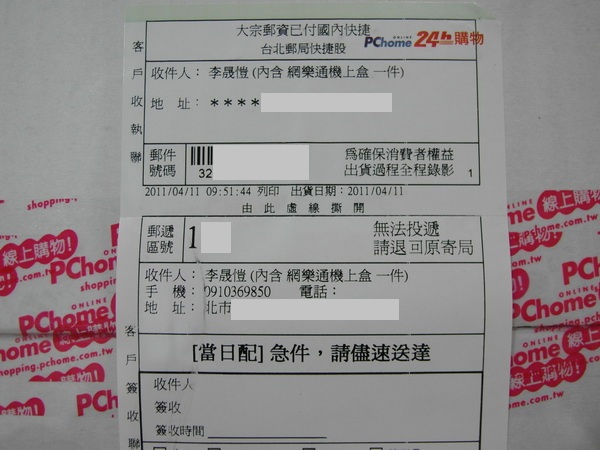 大宗郵資已付國內快捷
台北郵局快捷股
PChome ONLINE 24h購物
客戶收執聯
收件人： 李晟愷 (內含 網樂通機上盒 一件)
地 址： ****
郵件號碼
32
為確保消費者權益
出貨過程全程錄影 1
2011/04/11 09:51:44 列印 出貨日期：2011/04/11
由 此 虛 線 撕 開
郵遞區號
1
無法投遞
請退回原寄局
收件人： 李晟愷 (內含 網樂通機上盒 一件)
手 機：0910369850 電話：
地 址： 北市
[當日配] 急件，請儘速送達
客戶簽收聯
收件人
簽收
簽收時間
線上購物!
shopping.pchome.com.tw
PChome
ONLINE
線上購物!